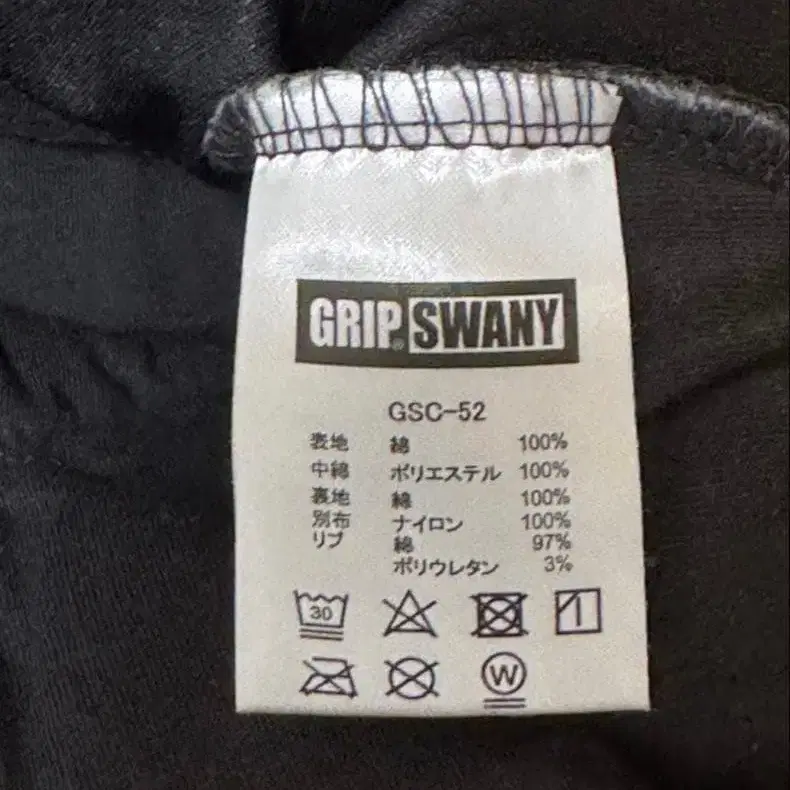 GRIP® SWANY
GSC-52
表地 綿 100%
中綿 ポリエステル 100%
裏地 綿 100%
別布 ナイロン 100%
リブ 綿 97%
ポリウレタン 3%
30
W